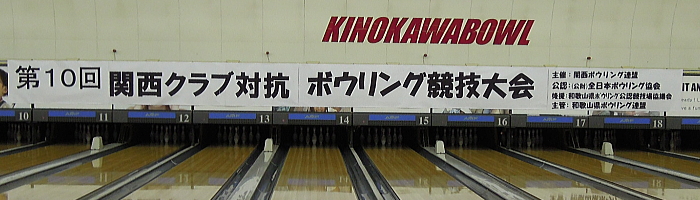 KINOKAWABOWL
第10回 関西クラブ対抗 ボウリング競技大会
主催：関西ボウリング連盟
公認：(公財)全日本ボウリング協会
後援：和歌山県ボウリング公認競技場協議会
主管：和歌山県ボウリング連盟
10 11 12 13 14 15 16 17 18